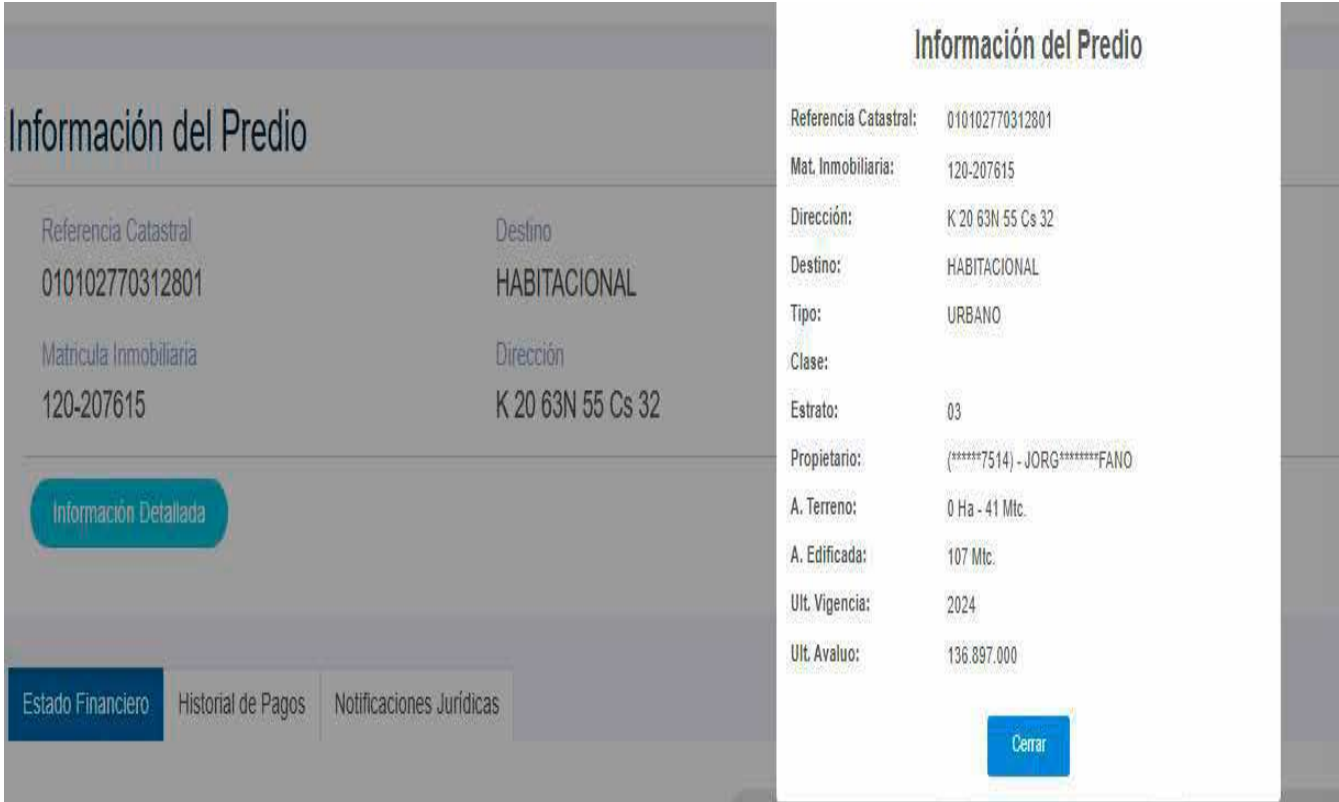 Información del Predio
Referencia Catastral
Destino
010102770312801
HABITACIONAL
Matricula Inmobiliaria
Dirección
120-207615
K 20 63N 55 Cs 32
Información Detallada
Estado Financiero
Historial de Pagos
Notificaciones Jurídicas
Información del Predio
Referencia Catastral: 010102770312801
Mat. Inmobiliaria: 120-207615
Dirección: K 20 63N 55 Cs 32
Destino: HABITACIONAL
Tipo: URBANO
Clase:
Estrato: 03
Propietario: (******7514) - JORG********FANO
A. Terreno: 0 Ha - 41 Mtc.
A. Edificada: 107 Mtc.
Ult. Vigencia: 2024
Ult. Avaluo: 136.897.000
Cerrar